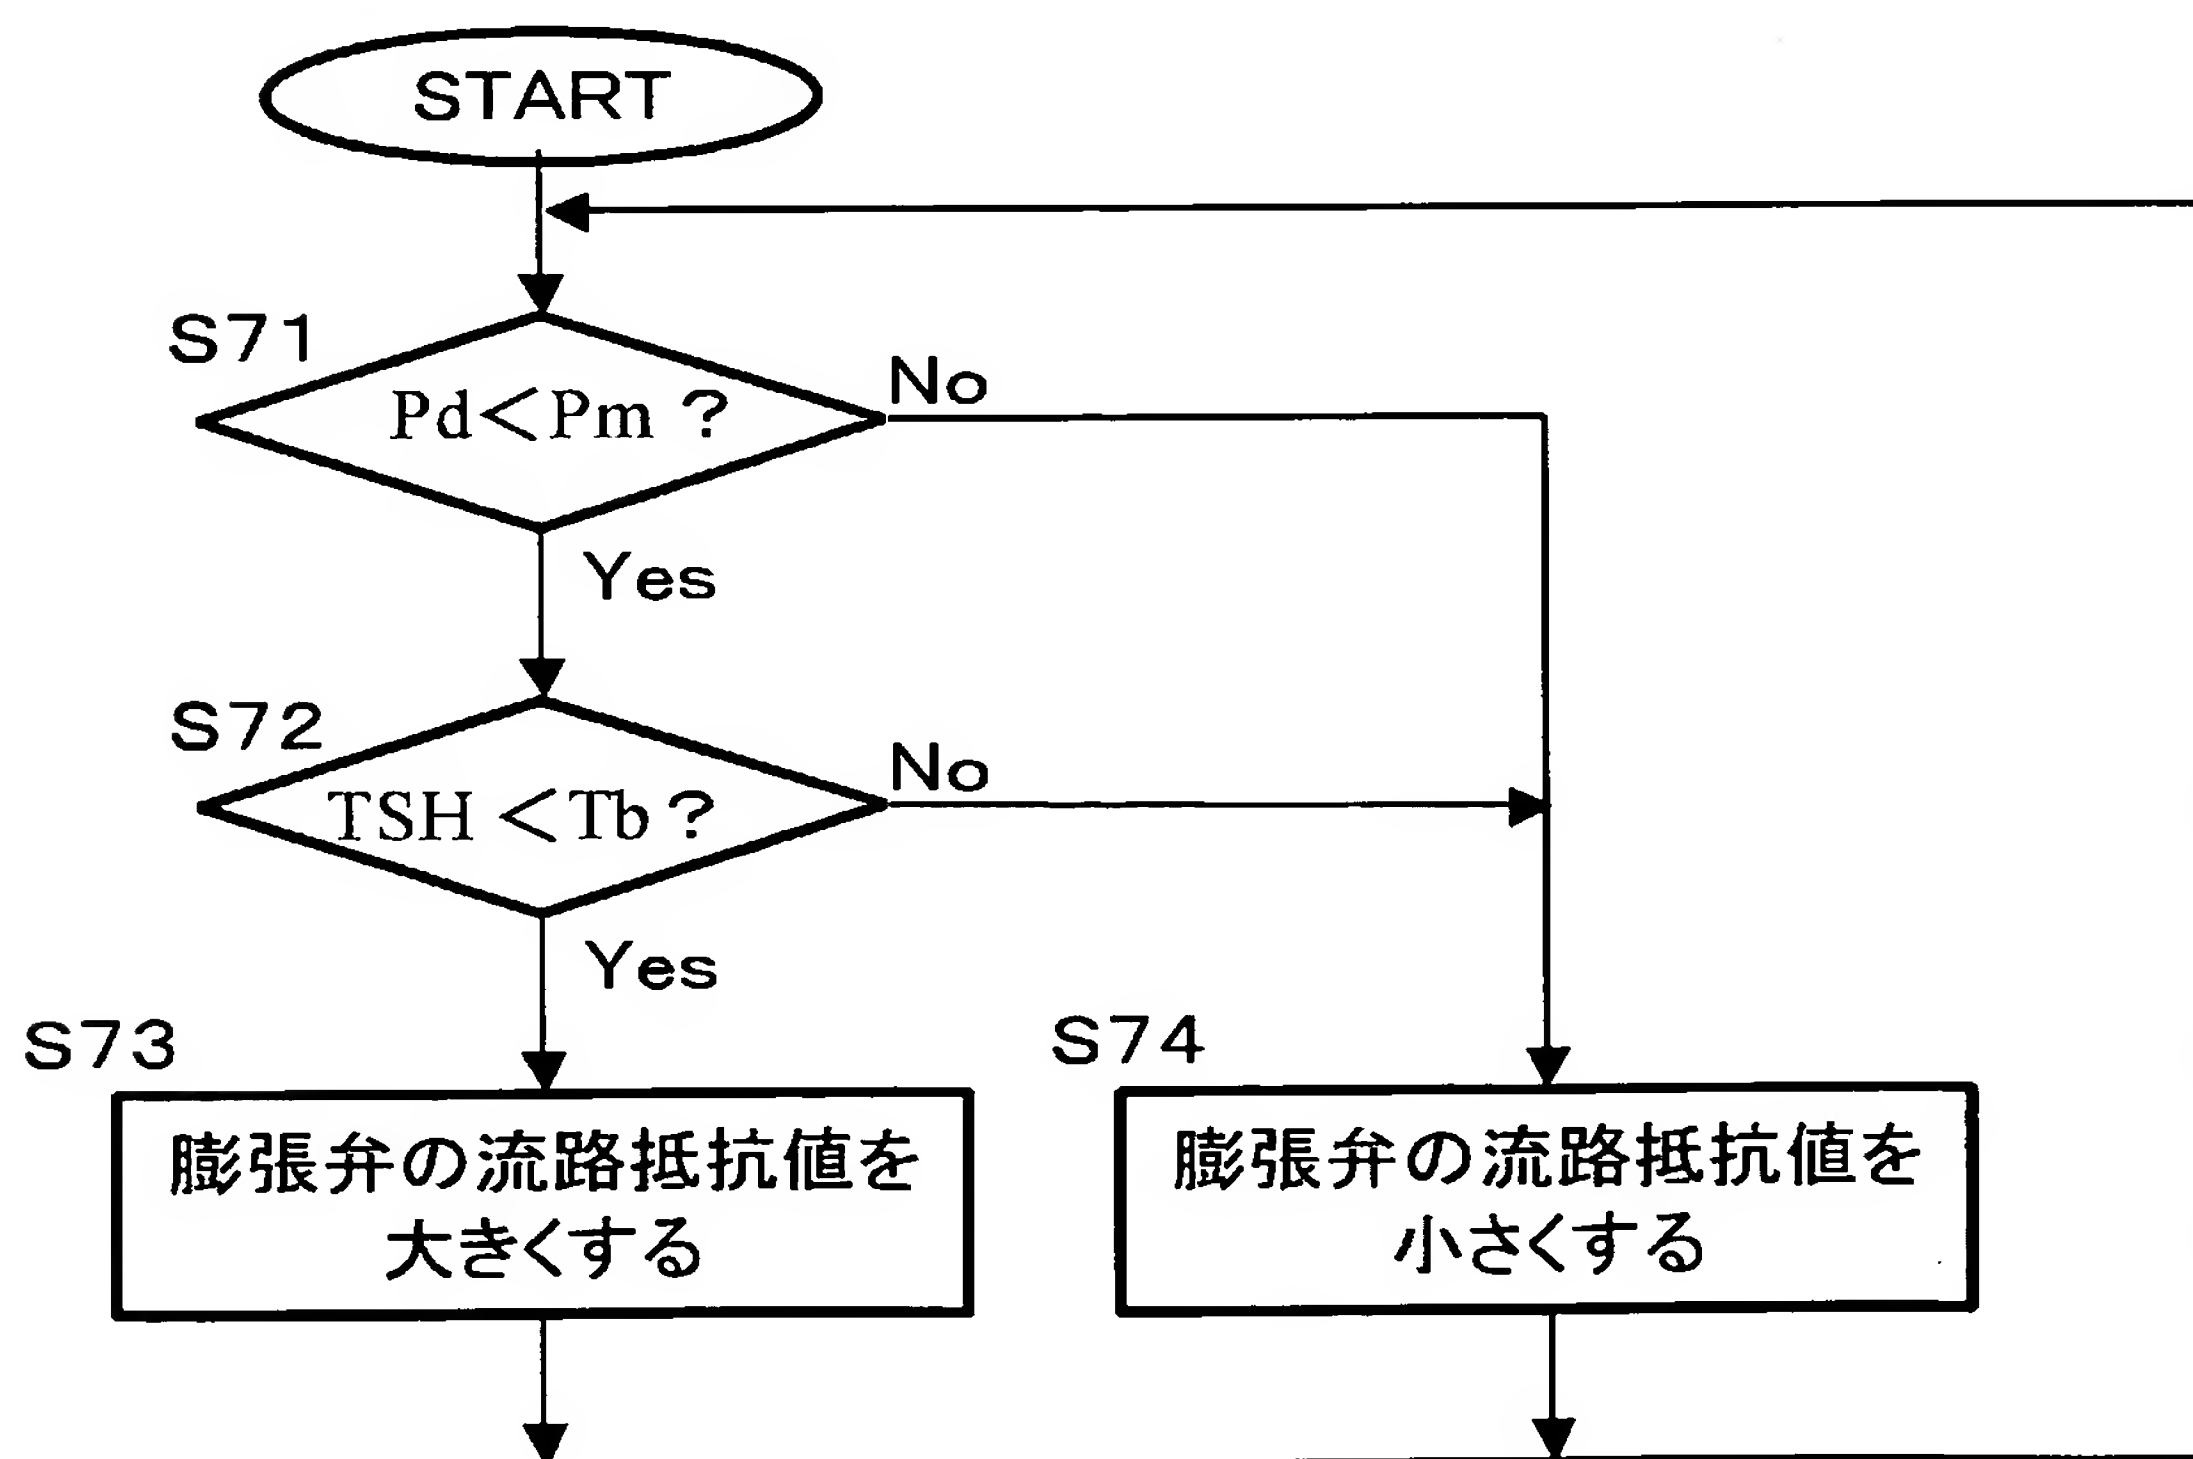 START
S71
Pd＜Pm？
No
Yes
S72
TSH＜Tb？
No
Yes
S73
膨張弁の流路抵抗値を
大きくする
S74
膨張弁の流路抵抗値を
小さくする